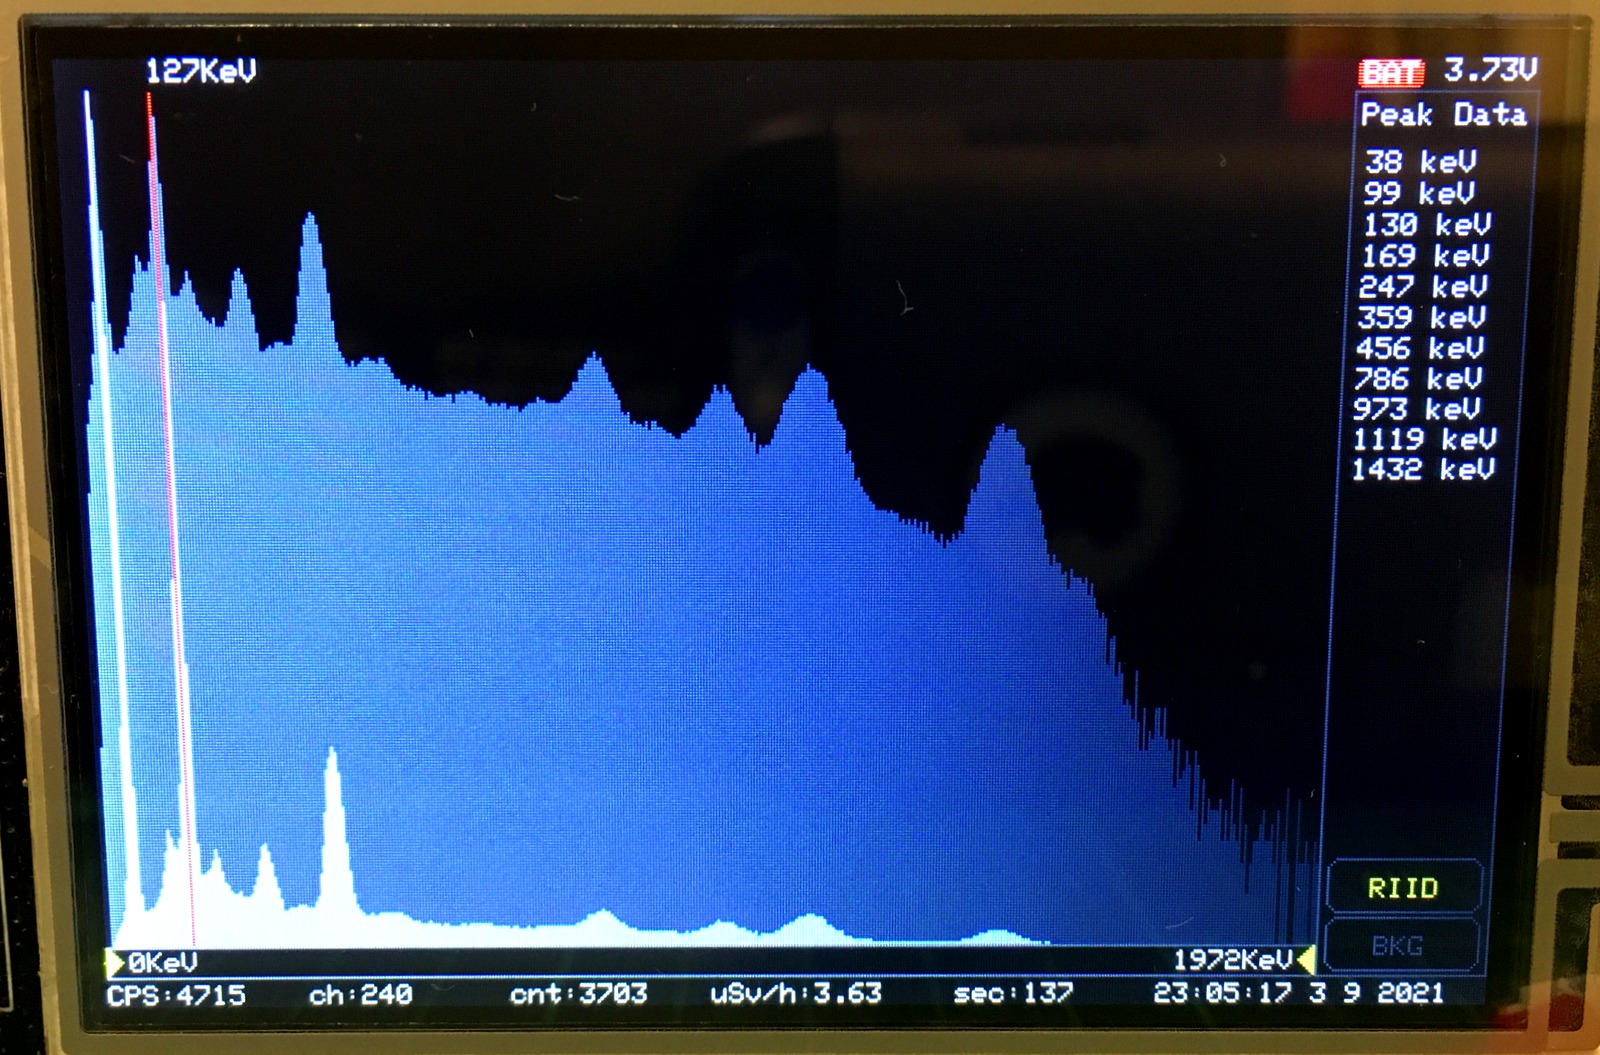 127KeV
BAT 3.73V
Peak Data
38 keV
99 keV
130 keV
169 keV
247 keV
359 keV
456 keV
786 keV
973 keV
1119 keV
1432 keV
RIID
BKG
0KeV 1972KeV
CPS:4715 ch:240 cnt:3703 uSv/h:3.63 sec:137 23:05:17 3 9 2021